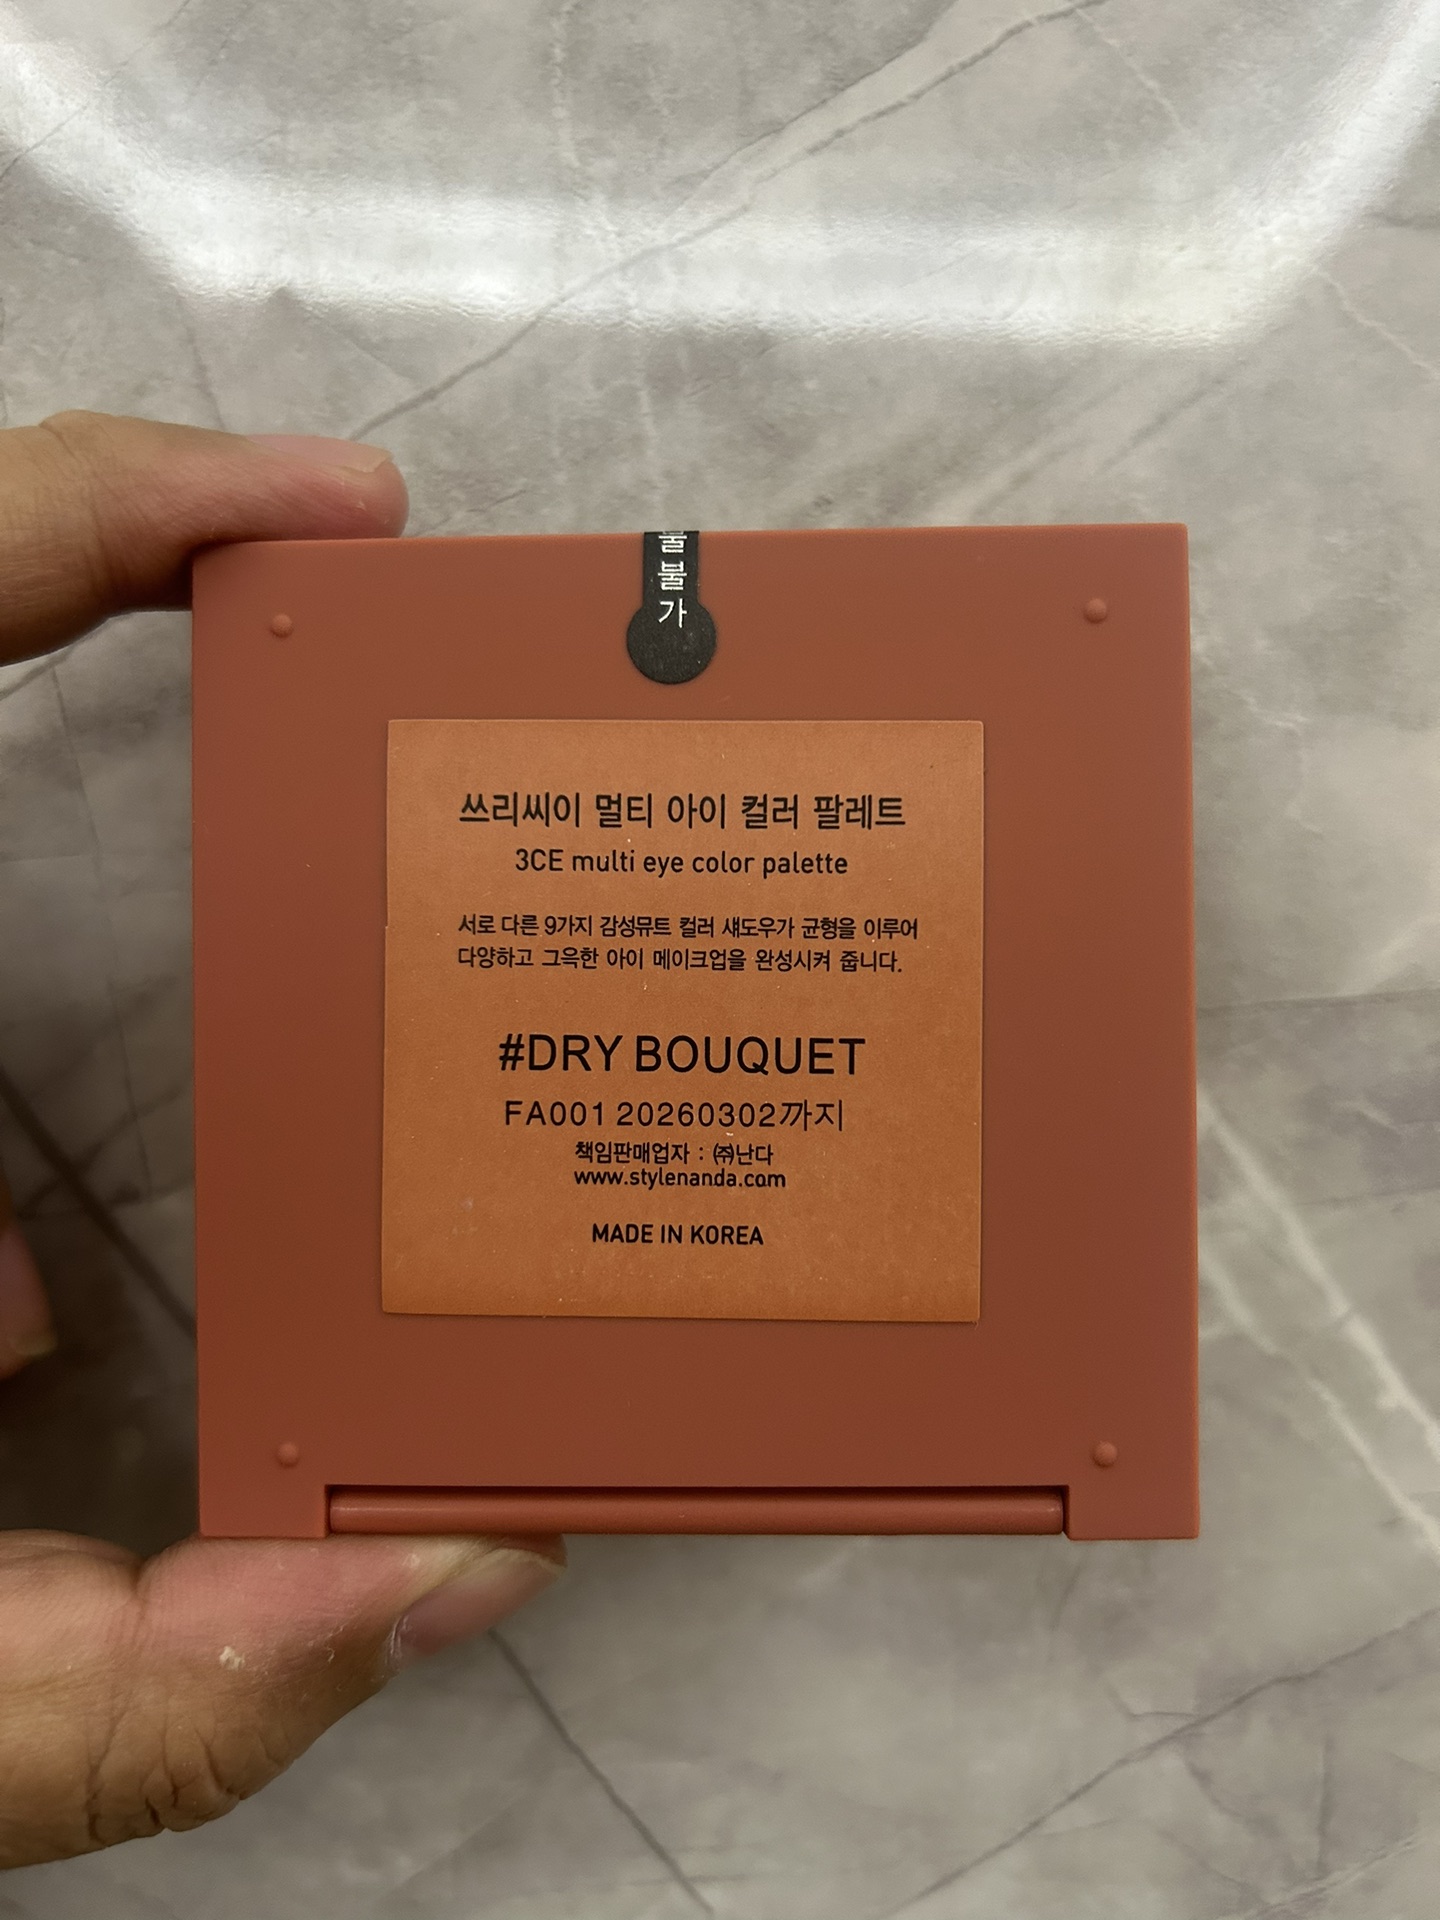 불
가
쓰리씨이 멀티 아이 컬러 팔레트
3CE multi eye color palette
서로 다른 9가지 감성뮤트 컬러 섀도우가 균형을 이루어
다양하고 그윽한 아이 메이크업을 완성시켜 줍니다.
#DRY BOUQUET
FA001 20260302까지
책임판매업자 : ㈜난다
www.stylenanda.com
MADE IN KOREA